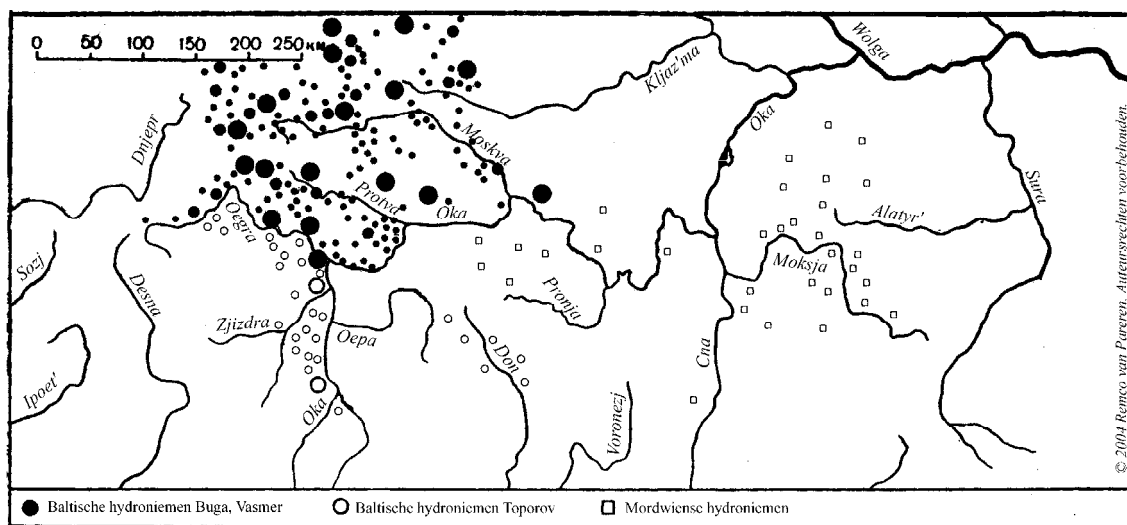 0 50 100 150 200 250 км
Wolga
Kljaz'ma
Oka
Dnjepr
Moskva
Sura
Protva
Oka
Alatyr'
Oegra
Sozj
Desna
Moksja
Pronja
Zjizdra
Oepa
Don
Cna
Ipoet'
Oka
Voronezj
© 2004 Remco van Pareren. Auteursrechten voorbehouden.
Baltische hydroniemen Buga, Vasmer Baltische hydroniemen Toporov Mordwiense hydroniemen